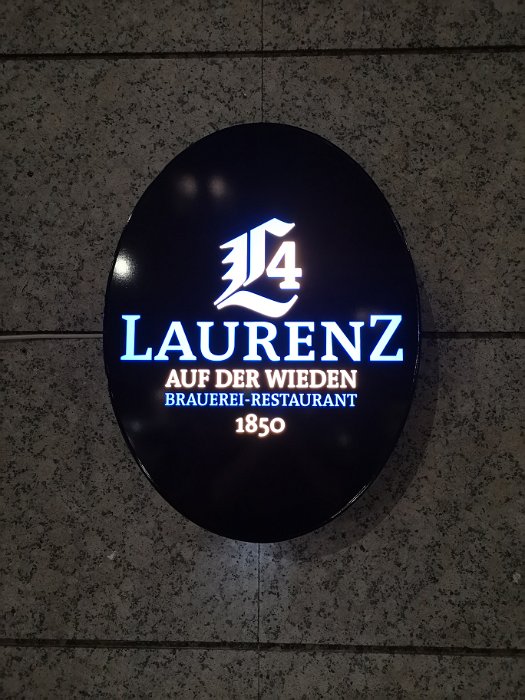 L4
LAURENZ
AUF DER WIEDEN
BRAUEREI-RESTAURANT
1850